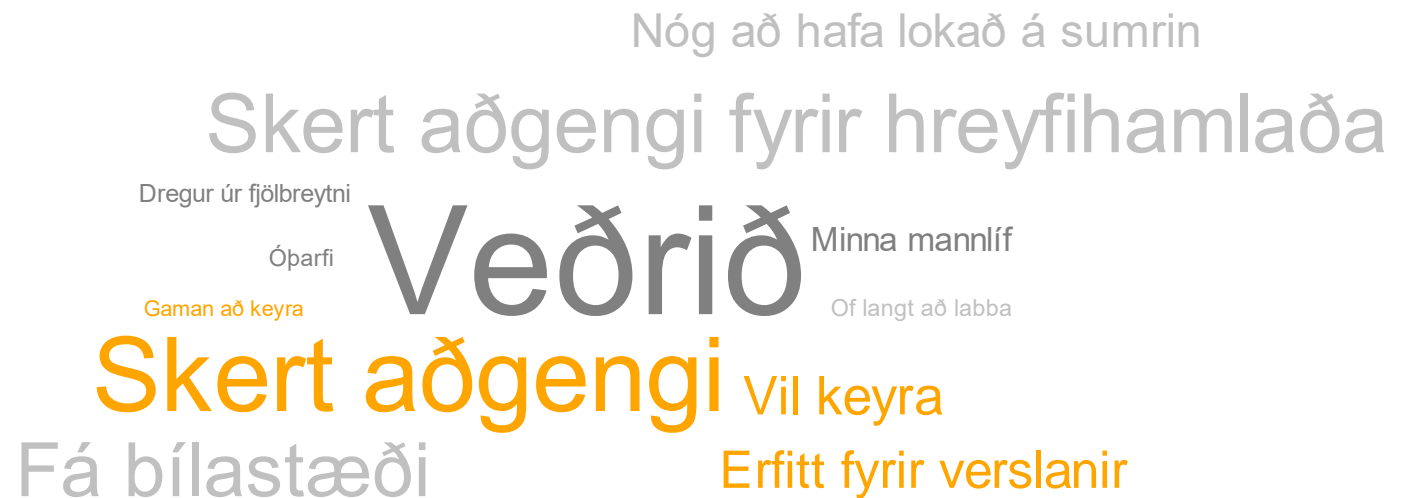 Nóg að hafa lokað á sumrin
Skert aðgengi fyrir hreyfihamlaða
Dregur úr fjölbreytni
Veðrið
Minna mannlíf
Óþarfi
Gaman að keyra
Of langt að labba
Skert aðgengi
Vil keyra
Fá bílastæði
Erfitt fyrir verslanir